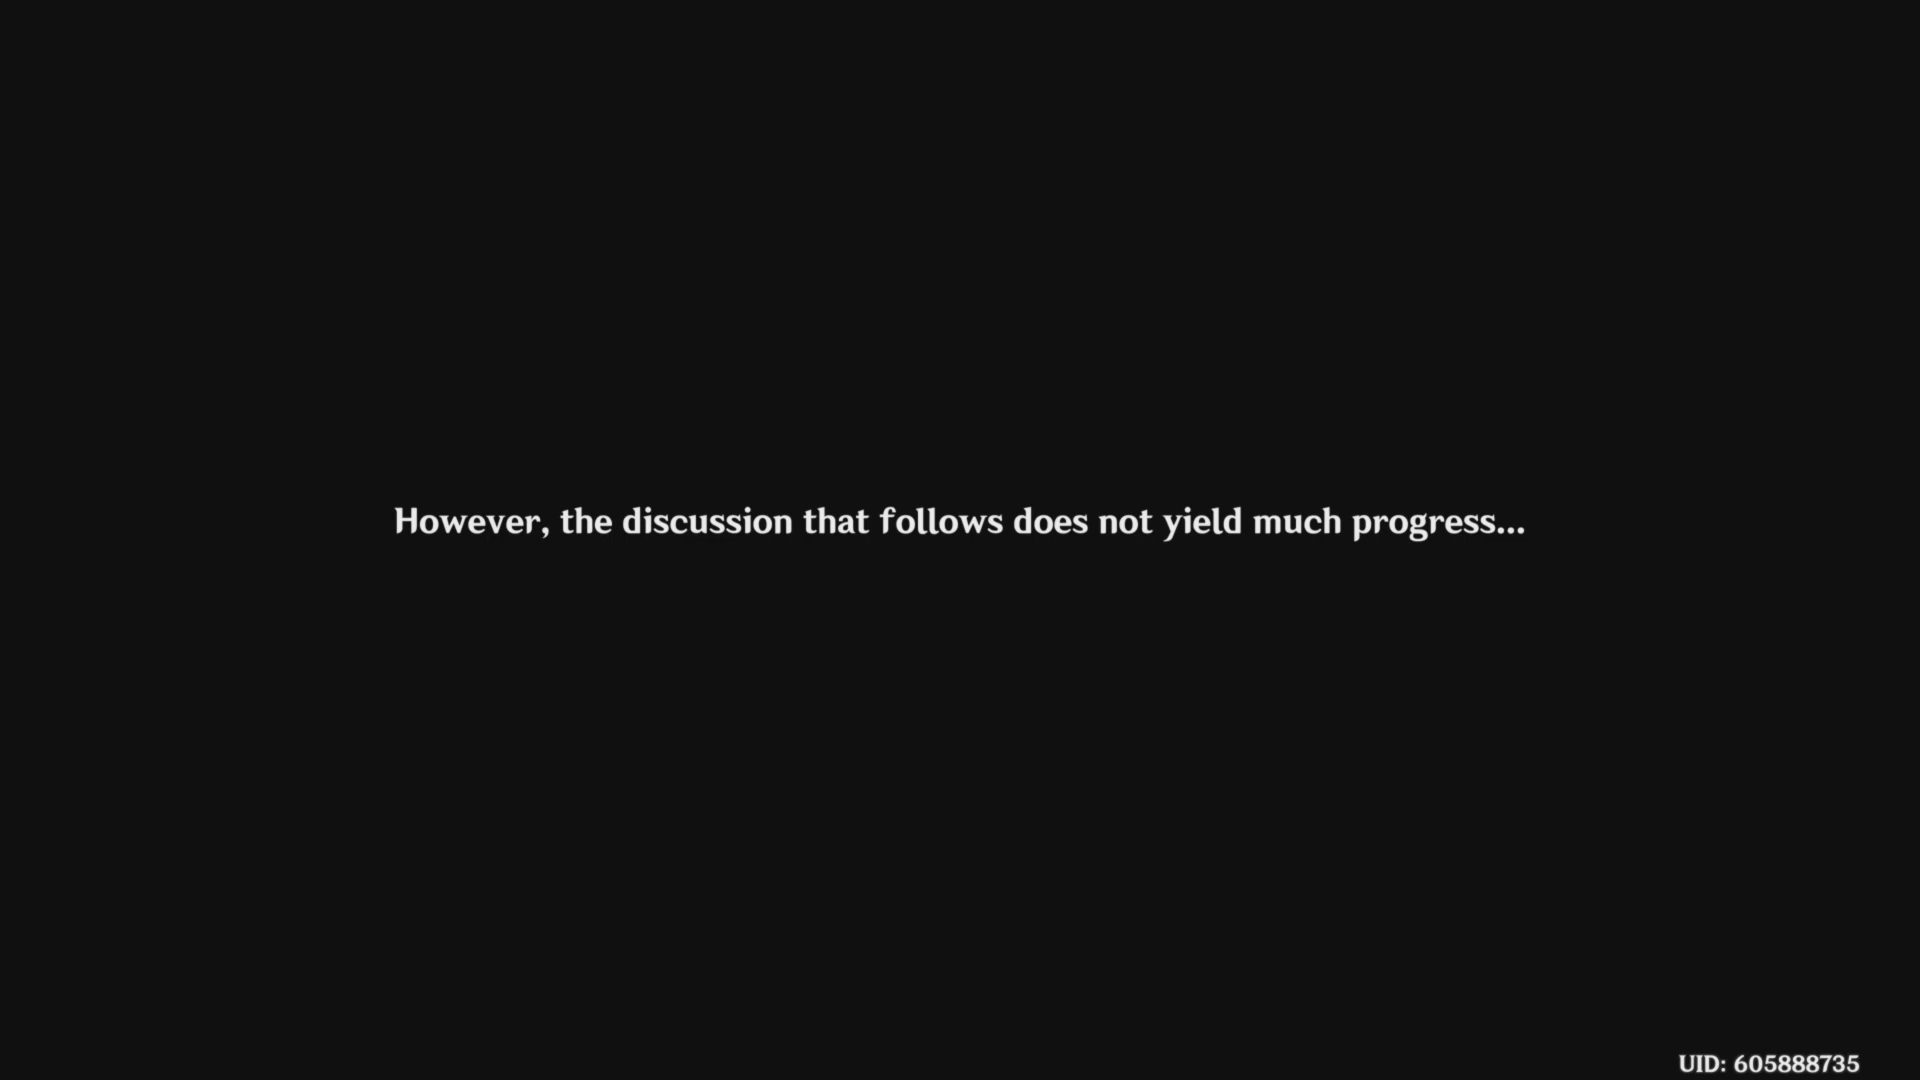 However, the discussion that follows does not yield much progress...
UID: 605888735